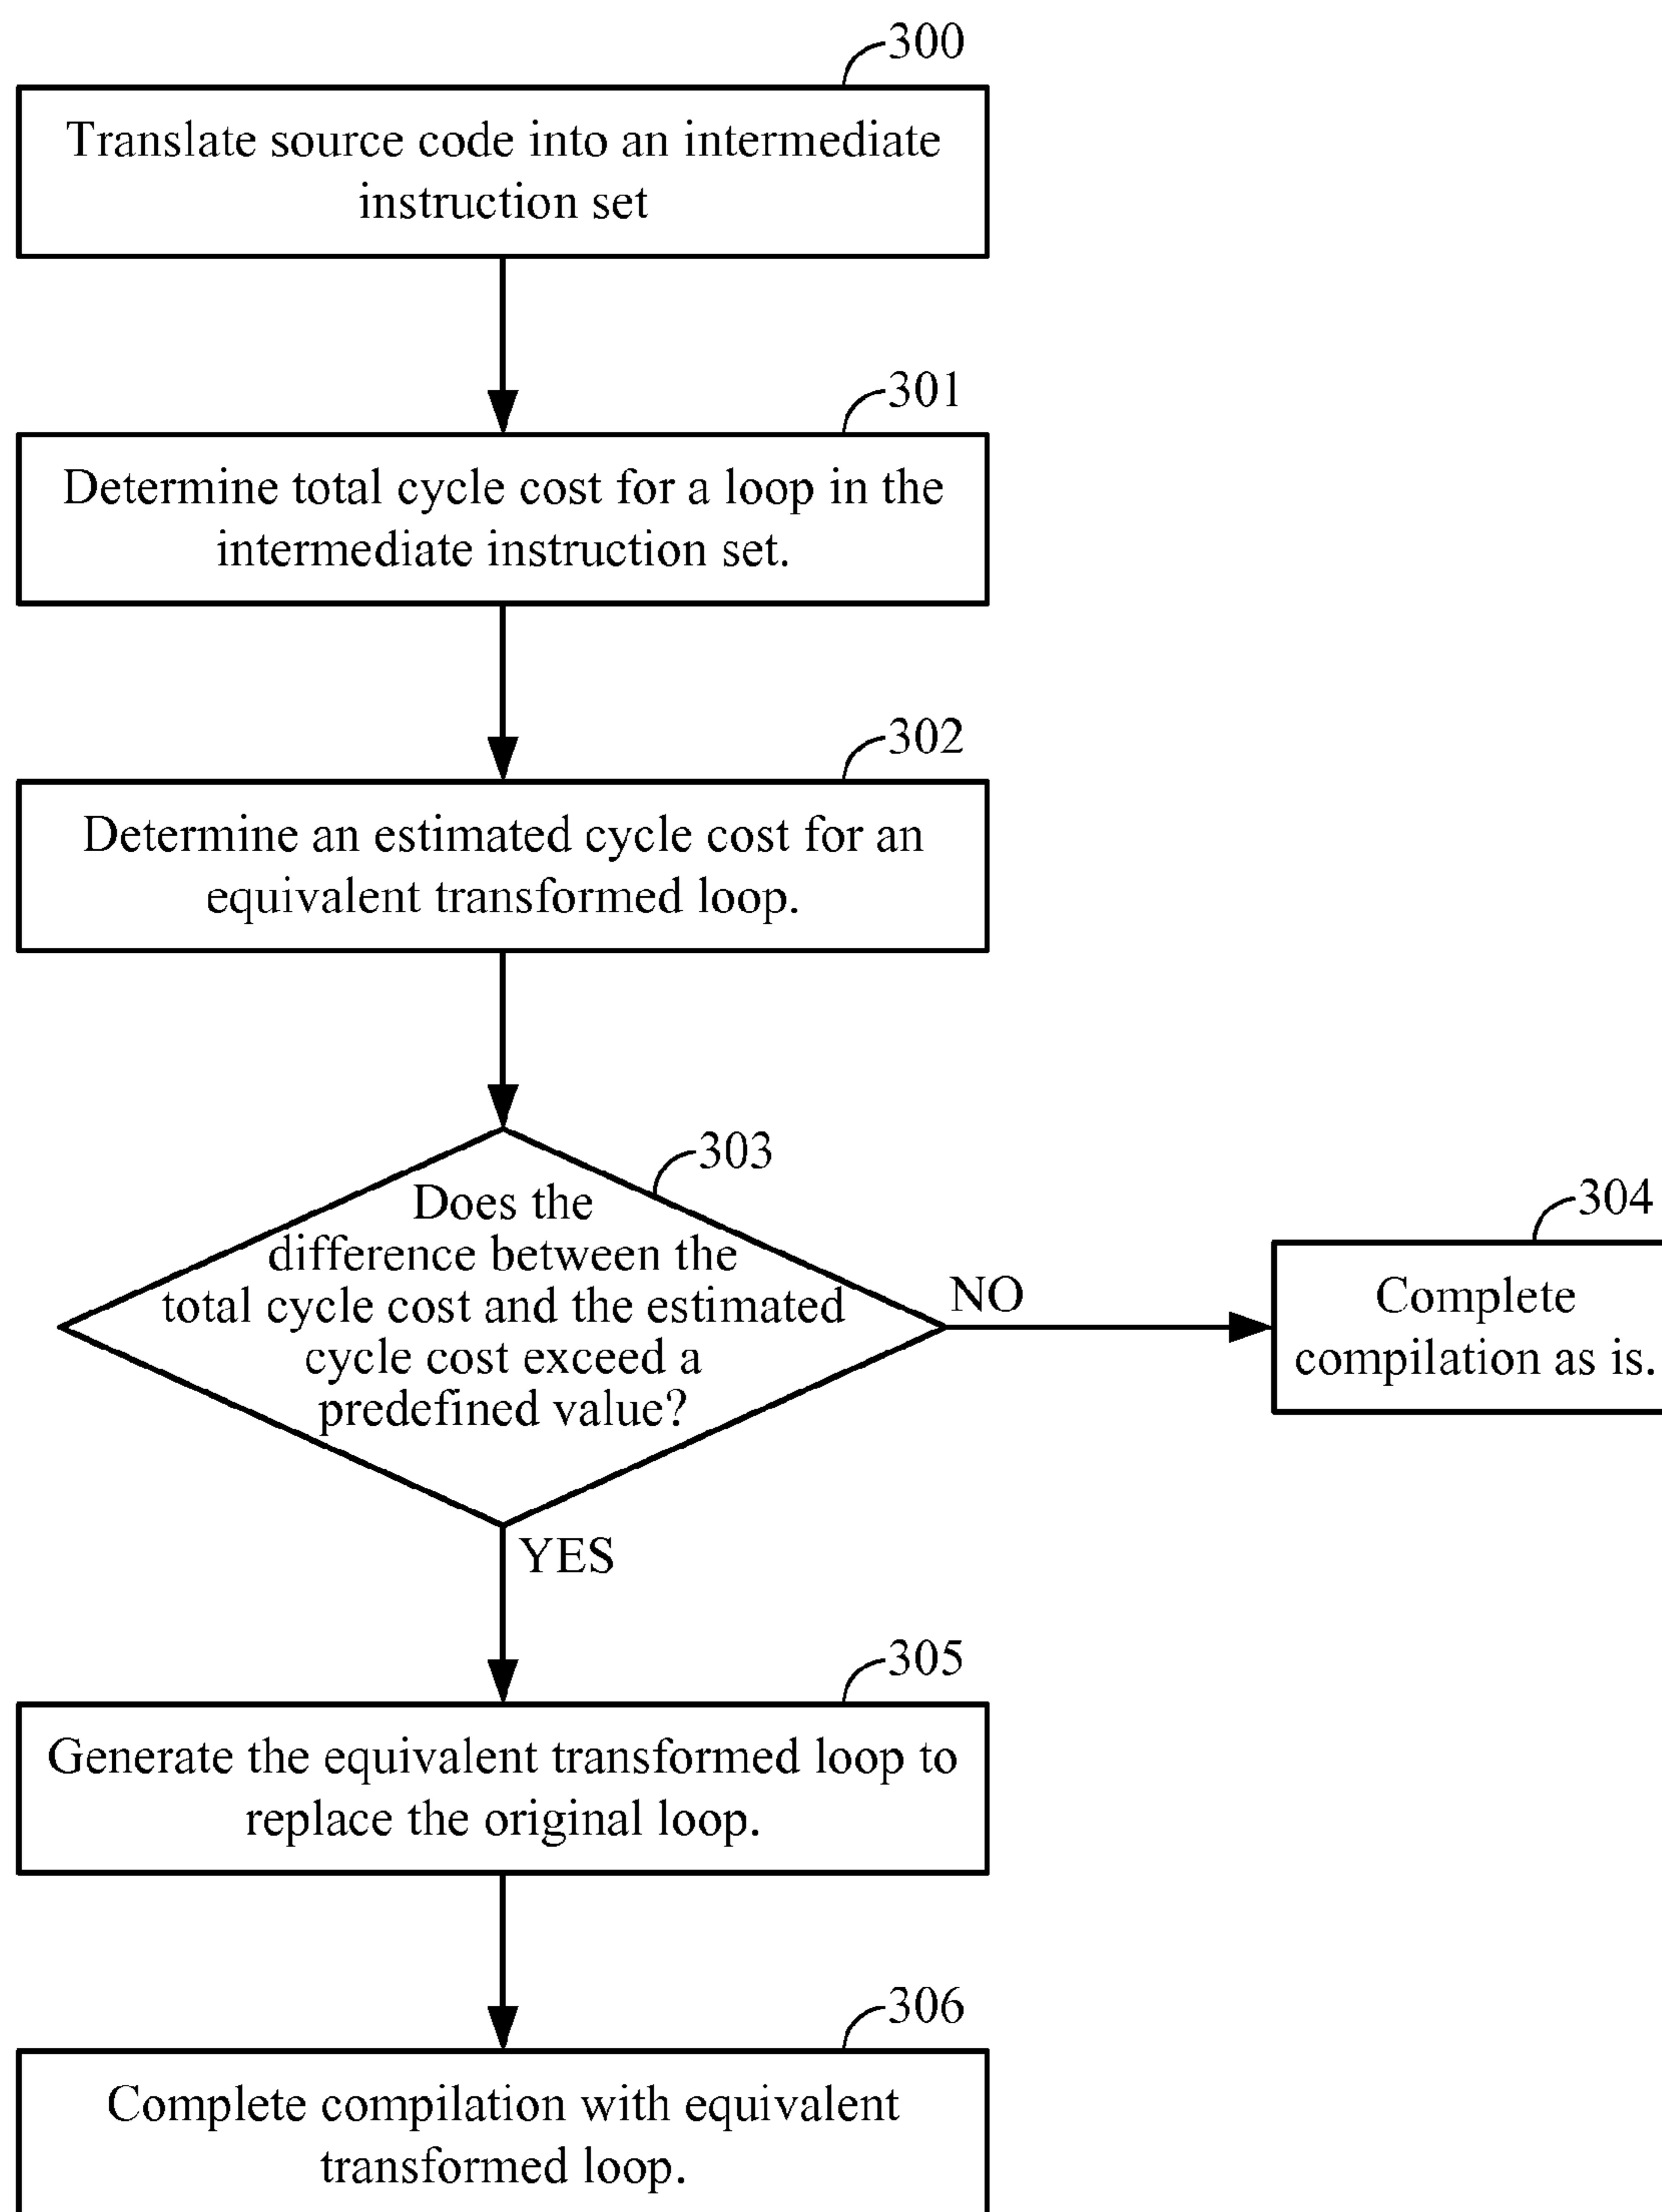 300
Translate source code into an intermediate
instruction set
301
Determine total cycle cost for a loop in the
intermediate instruction set.
302
Determine an estimated cycle cost for an
equivalent transformed loop.
303
Does the
difference between the
total cycle cost and the estimated
cycle cost exceed a
predefined value?
NO
304
Complete
compilation as is.
YES
305
Generate the equivalent transformed loop to
replace the original loop.
306
Complete compilation with equivalent
transformed loop.